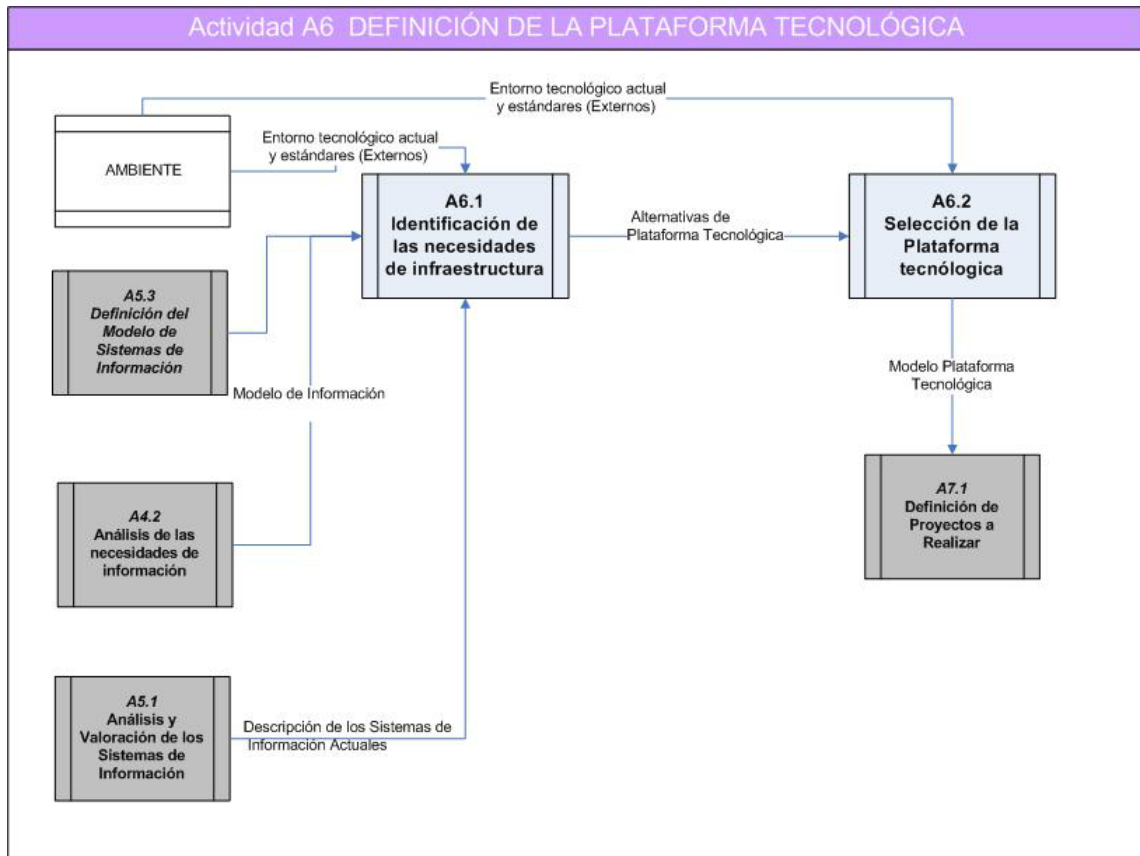 Actividad A6 DEFINICIÓN DE LA PLATAFORMA TECNOLÓGICA
Entorno tecnológico actual
y estándares (Externos)
Entorno tecnológico actual
y estándares (Externos)
AMBIENTE
A6.1
Identificación de
las necesidades
de infraestructura
Alternativas de
Plataforma Tecnológica
A6.2
Selección de la
Plataforma
tecnólogica
A5.3
Definición del
Modelo de
Sistemas de
Información
Modelo de Información
Modelo Plataforma
Tecnológica
A4.2
Análisis de las
necesidades de
información
A7.1
Definición de
Proyectos a
Realizar
A5.1
Análisis y
Valoración de los
Sistemas de
Información
Descripción de los Sistemas de
Información Actuales